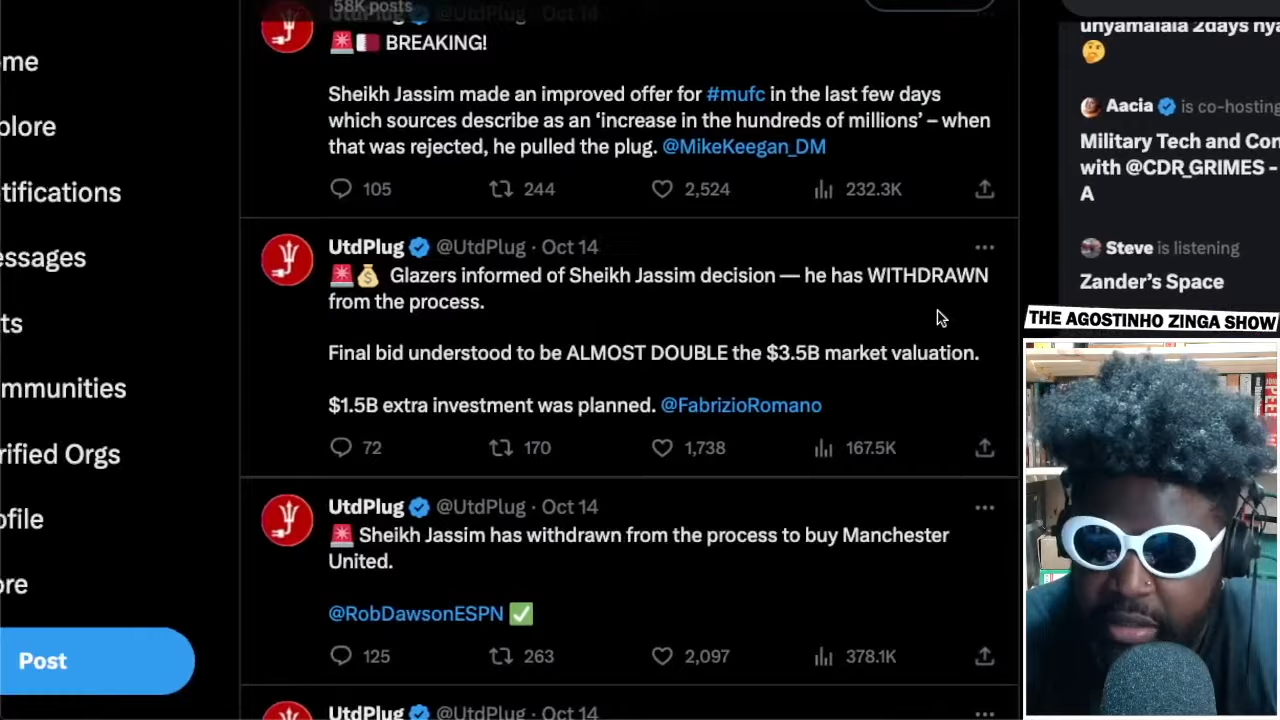 58K posts
UtdPlug @UtdPlug · Oct 14
BREAKING!
Sheikh Jassim made an improved offer for #mufc in the last few days
which sources describe as an ‘increase in the hundreds of millions’ – when
that was rejected, he pulled the plug. @MikeKeegan_DM
105 244 2,524 232.3K
UtdPlug @UtdPlug · Oct 14
Glazers informed of Sheikh Jassim decision — he has WITHDRAWN
from the process.
Final bid understood to be ALMOST DOUBLE the $3.5B market valuation.
$1.5B extra investment was planned. @FabrizioRomano
72 170 1,738 167.5K
UtdPlug @UtdPlug · Oct 14
Sheikh Jassim has withdrawn from the process to buy Manchester
United.
@RobDawsonESPN
125 263 2,097 378.1K
UtdPlug @UtdPlug · Oct 14
ome
plore
tifications
essages
ts
mmunities
rified Orgs
ofile
ore
Post
unyamalala 2days nya
Aacia is co-hosting
Military Tech and Con
with @CDR_GRIMES -
A
Steve is listening
Zander’s Space
THE AGOSTINHO ZINGA SHOW